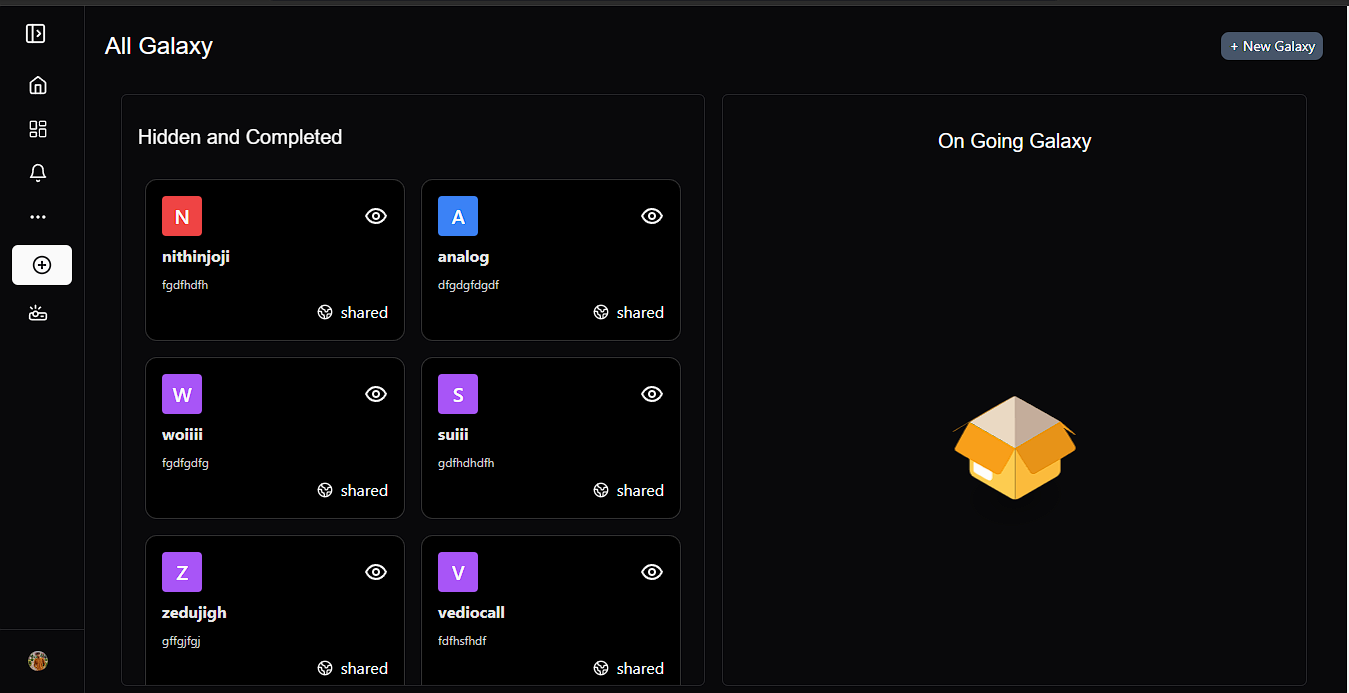 All Galaxy
+ New Galaxy
Hidden and Completed
N
nithinjoji
fgdfhdfh
shared
A
analog
dfgdgfdgdf
shared
W
woiiii
fgdfgdfg
shared
S
suiii
gdfhdhdfh
shared
Z
zedujigh
gffgjfgj
shared
V
vediocall
fdfhsfhdf
shared
On Going Galaxy